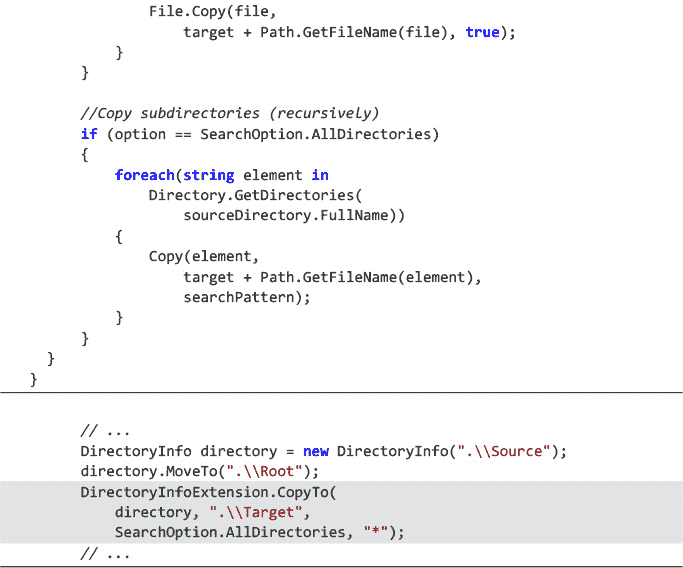 File.Copy(file,
target + Path.GetFileName(file), true);
}
}
//Copy subdirectories (recursively)
if (option == SearchOption.AllDirectories)
{
foreach(string element in
Directory.GetDirectories(
sourceDirectory.FullName))
{
Copy(element,
target + Path.GetFileName(element),
searchPattern);
}
}
}
}
// ...
DirectoryInfo directory = new DirectoryInfo(".\\Source");
directory.MoveTo(".\\Root");
DirectoryInfoExtension.CopyTo(
directory, ".\\Target",
SearchOption.AllDirectories, "*");
// ...